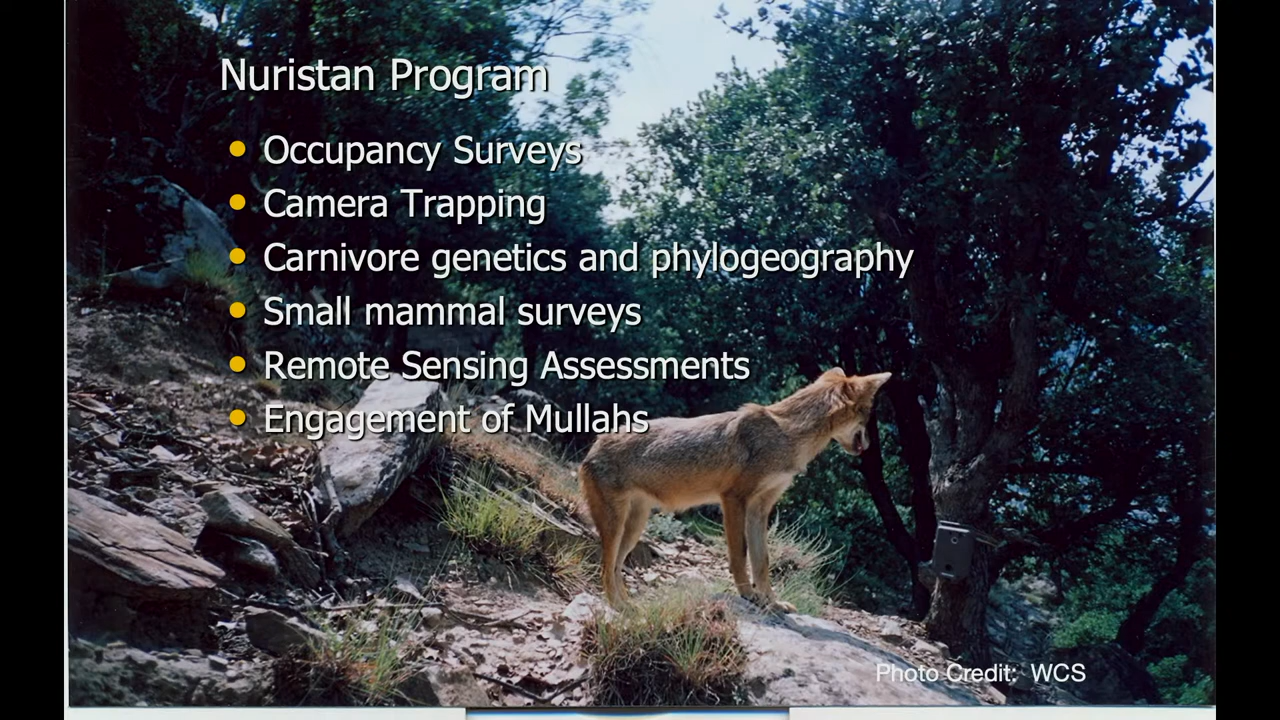 Nuristan Program
Occupancy Surveys
Camera Trapping
Carnivore genetics and phylogeography
Small mammal surveys
Remote Sensing Assessments
Engagement of Mullahs
Photo Credit: WCS